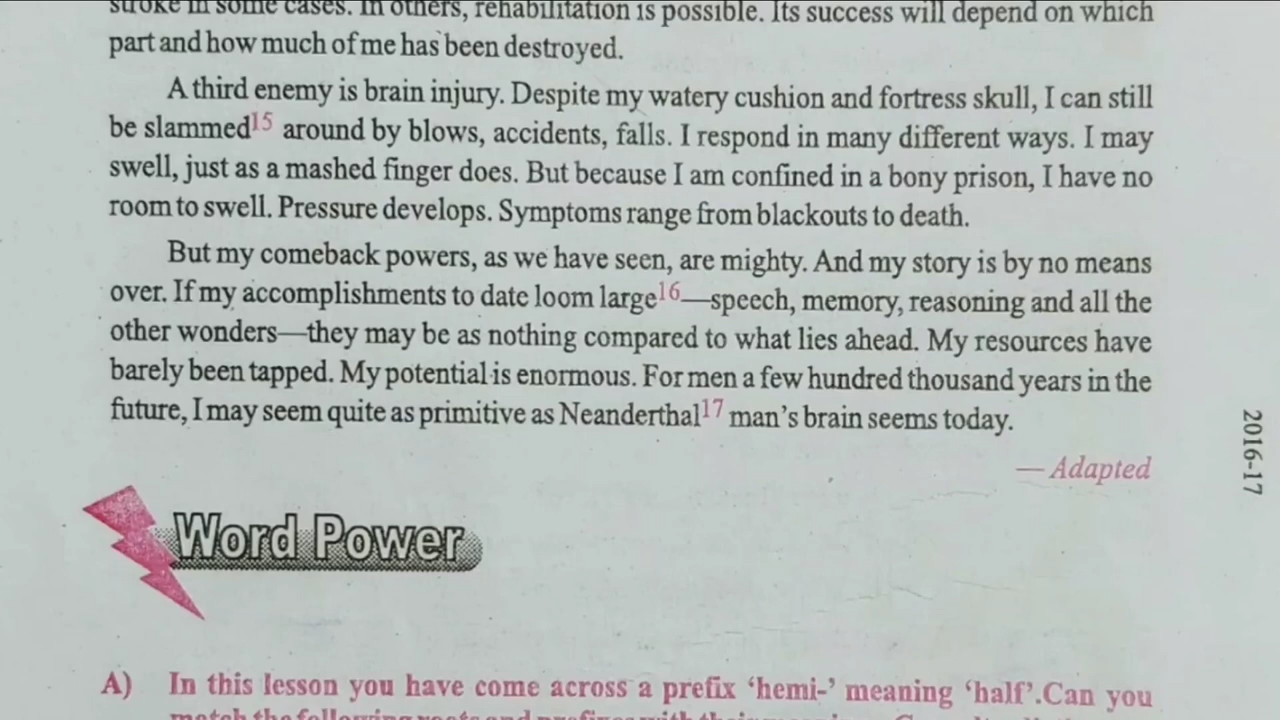 stroke in some cases. In others, rehabilitation is possible. Its success will depend on which
part and how much of me has been destroyed.
A third enemy is brain injury. Despite my watery cushion and fortress skull, I can still
be slammed15 around by blows, accidents, falls. I respond in many different ways. I may
swell, just as a mashed finger does. But because I am confined in a bony prison, I have no
room to swell. Pressure develops. Symptoms range from blackouts to death.
But my comeback powers, as we have seen, are mighty. And my story is by no means
over. If my accomplishments to date loom large16—speech, memory, reasoning and all the
other wonders—they may be as nothing compared to what lies ahead. My resources have
barely been tapped. My potential is enormous. For men a few hundred thousand years in the
future, I may seem quite as primitive as Neanderthal17 man's brain seems today.
— Adapted
2016-17
Word Power
A) In this lesson you have come across a prefix 'hemi-' meaning 'half'.Can you
match the following roots and prefixes with their